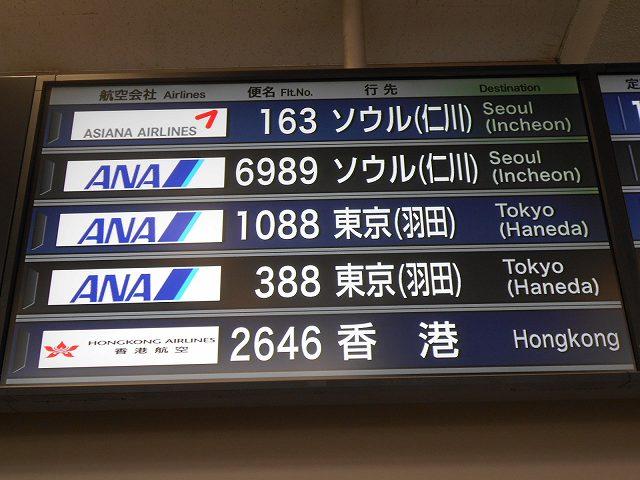 航空会社 Airlines 便名 Flt.No. 行先 Destination 定
ASIANA AIRLINES 163 ソウル(仁川) Seoul (Incheon)
ANA 6989 ソウル(仁川) Seoul (Incheon)
ANA 1088 東京(羽田) Tokyo (Haneda)
ANA 388 東京(羽田) Tokyo (Haneda)
HONGKONG AIRLINES 香港航空 2646 香港 Hongkong